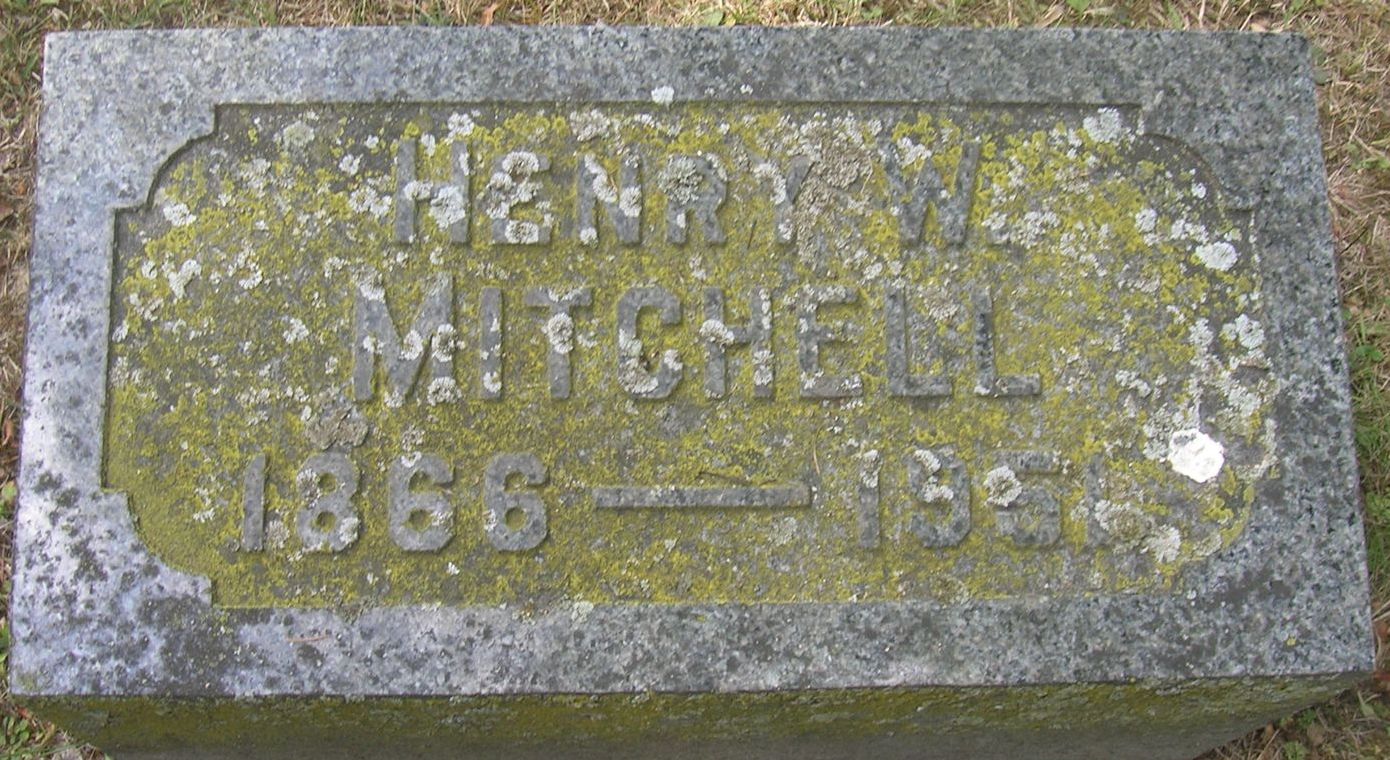 HENRY W.
MITCHELL
1866 — 1951